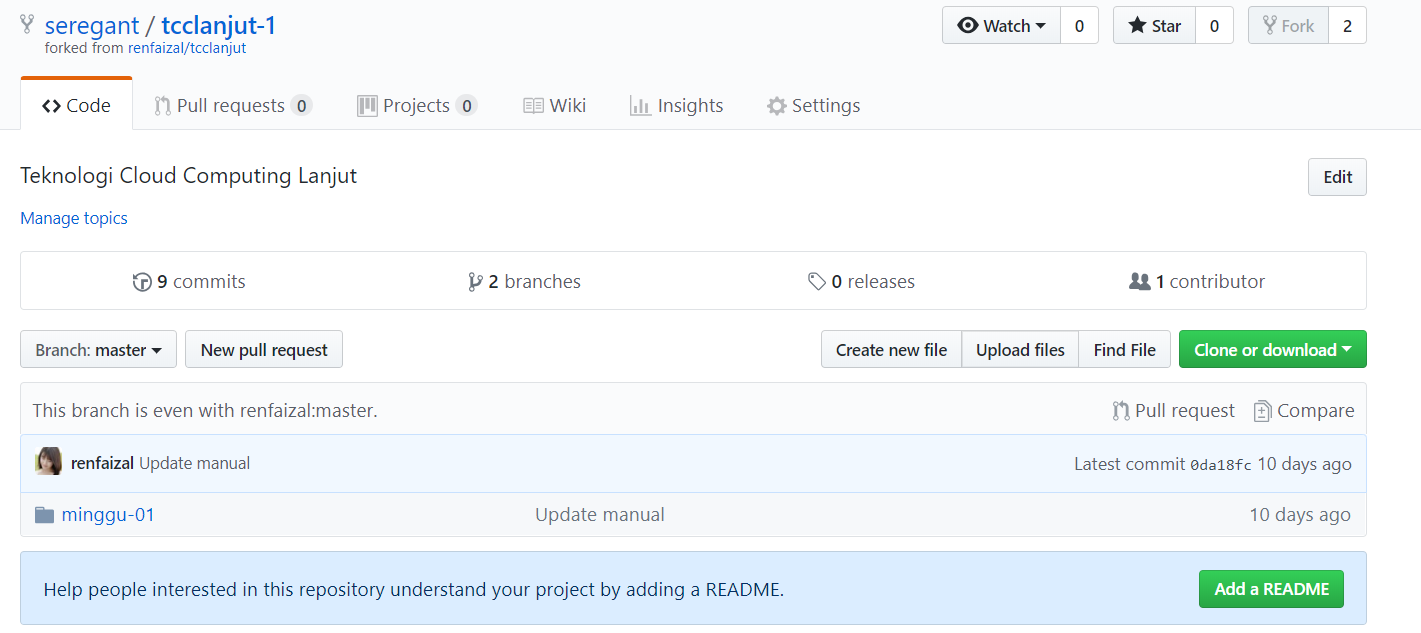 seregant / tcclanjut-1
Watch 0 Star 0 Fork 2
forked from renfaizal/tcclanjut
Code Pull requests 0 Projects 0 Wiki Insights Settings
Teknologi Cloud Computing Lanjut
Edit
Manage topics
9 commits 2 branches 0 releases 1 contributor
Branch: master New pull request Create new file Upload files Find File Clone or download
This branch is even with renfaizal:master. Pull request Compare
renfaizal Update manual Latest commit 0da18fc 10 days ago
minggu-01 Update manual 10 days ago
Help people interested in this repository understand your project by adding a README. Add a README